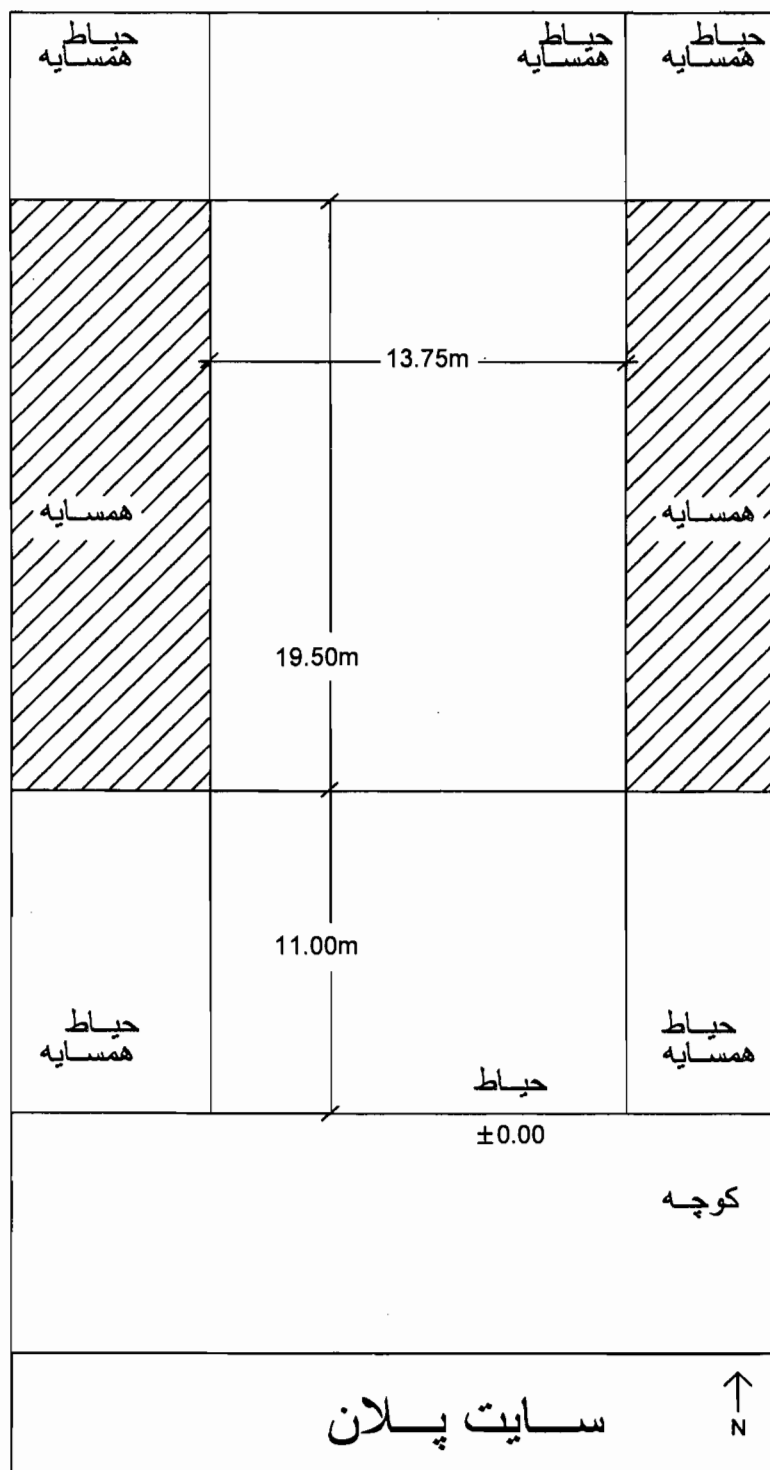 حیاط
همسایه
حیاط
همسایه
حیاط
همسایه
13.75m
همسایه
همسایه
19.50m
11.00m
حیاط
همسایه
حیاط
همسایه
حیاط
±0.00
کوچه
سایت پلان
N